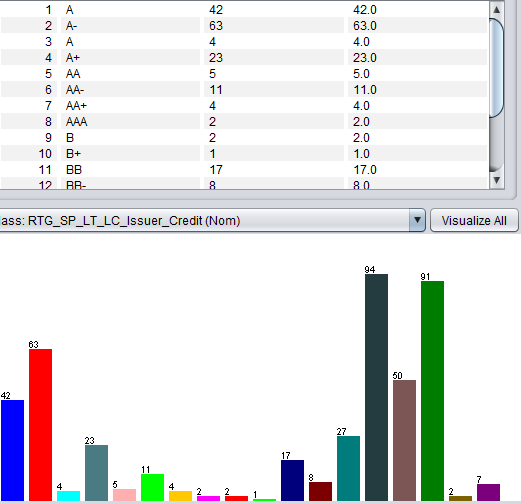 1 A 42 42.0
2 A- 63 63.0
3 A 4 4.0
4 A+ 23 23.0
5 AA 5 5.0
6 AA- 11 11.0
7 AA+ 4 4.0
8 AAA 2 2.0
9 B 2 2.0
10 B+ 1 1.0
11 BB 17 17.0
12 BB- 8 8.0
lass: RTG_SP_LT_LC_Issuer_Credit (Nom) Visualize All
42 63 4 23 5 11 4 2 2 1 17 8 27 94 50 91 2 7